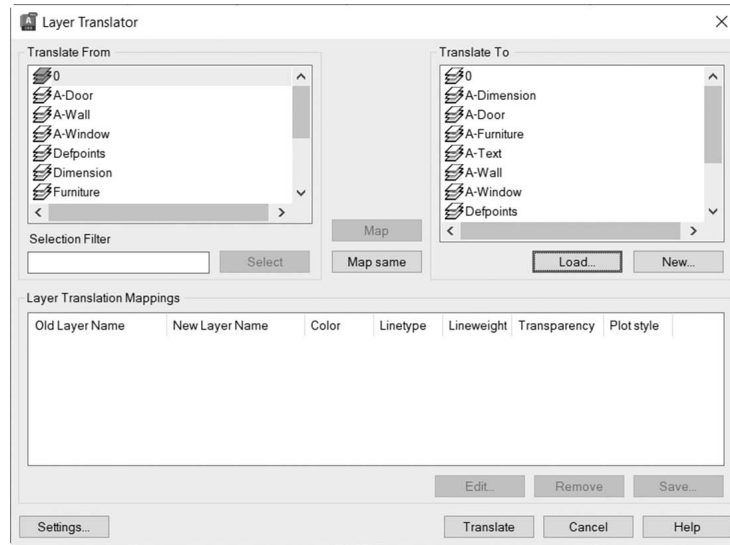 Layer Translator
Translate From
0
A-Door
A-Wall
A-Window
Defpoints
Dimension
Furniture
Selection Filter
Select
Map
Map same
Translate To
0
A-Dimension
A-Door
A-Furniture
A-Text
A-Wall
A-Window
Defpoints
Load...
New...
Layer Translation Mappings
Old Layer Name New Layer Name Color Linetype Lineweight Transparency Plot style
Edit... Remove Save...
Settings... Translate Cancel Help